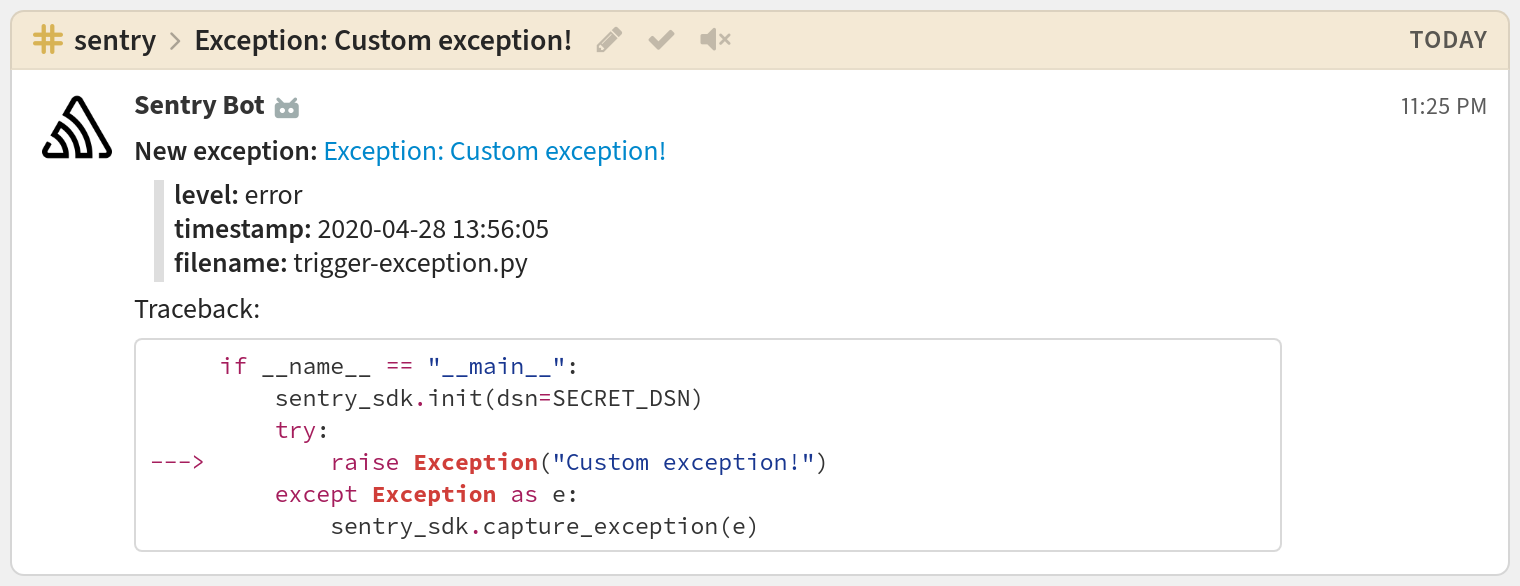 sentry > Exception: Custom exception! TODAY
Sentry Bot 11:25 PM
New exception: Exception: Custom exception!
level: error
timestamp: 2020-04-28 13:56:05
filename: trigger-exception.py
Traceback:
     if __name__ == "__main__":
         sentry_sdk.init(dsn=SECRET_DSN)
         try:
--->         raise Exception("Custom exception!")
         except Exception as e:
             sentry_sdk.capture_exception(e)